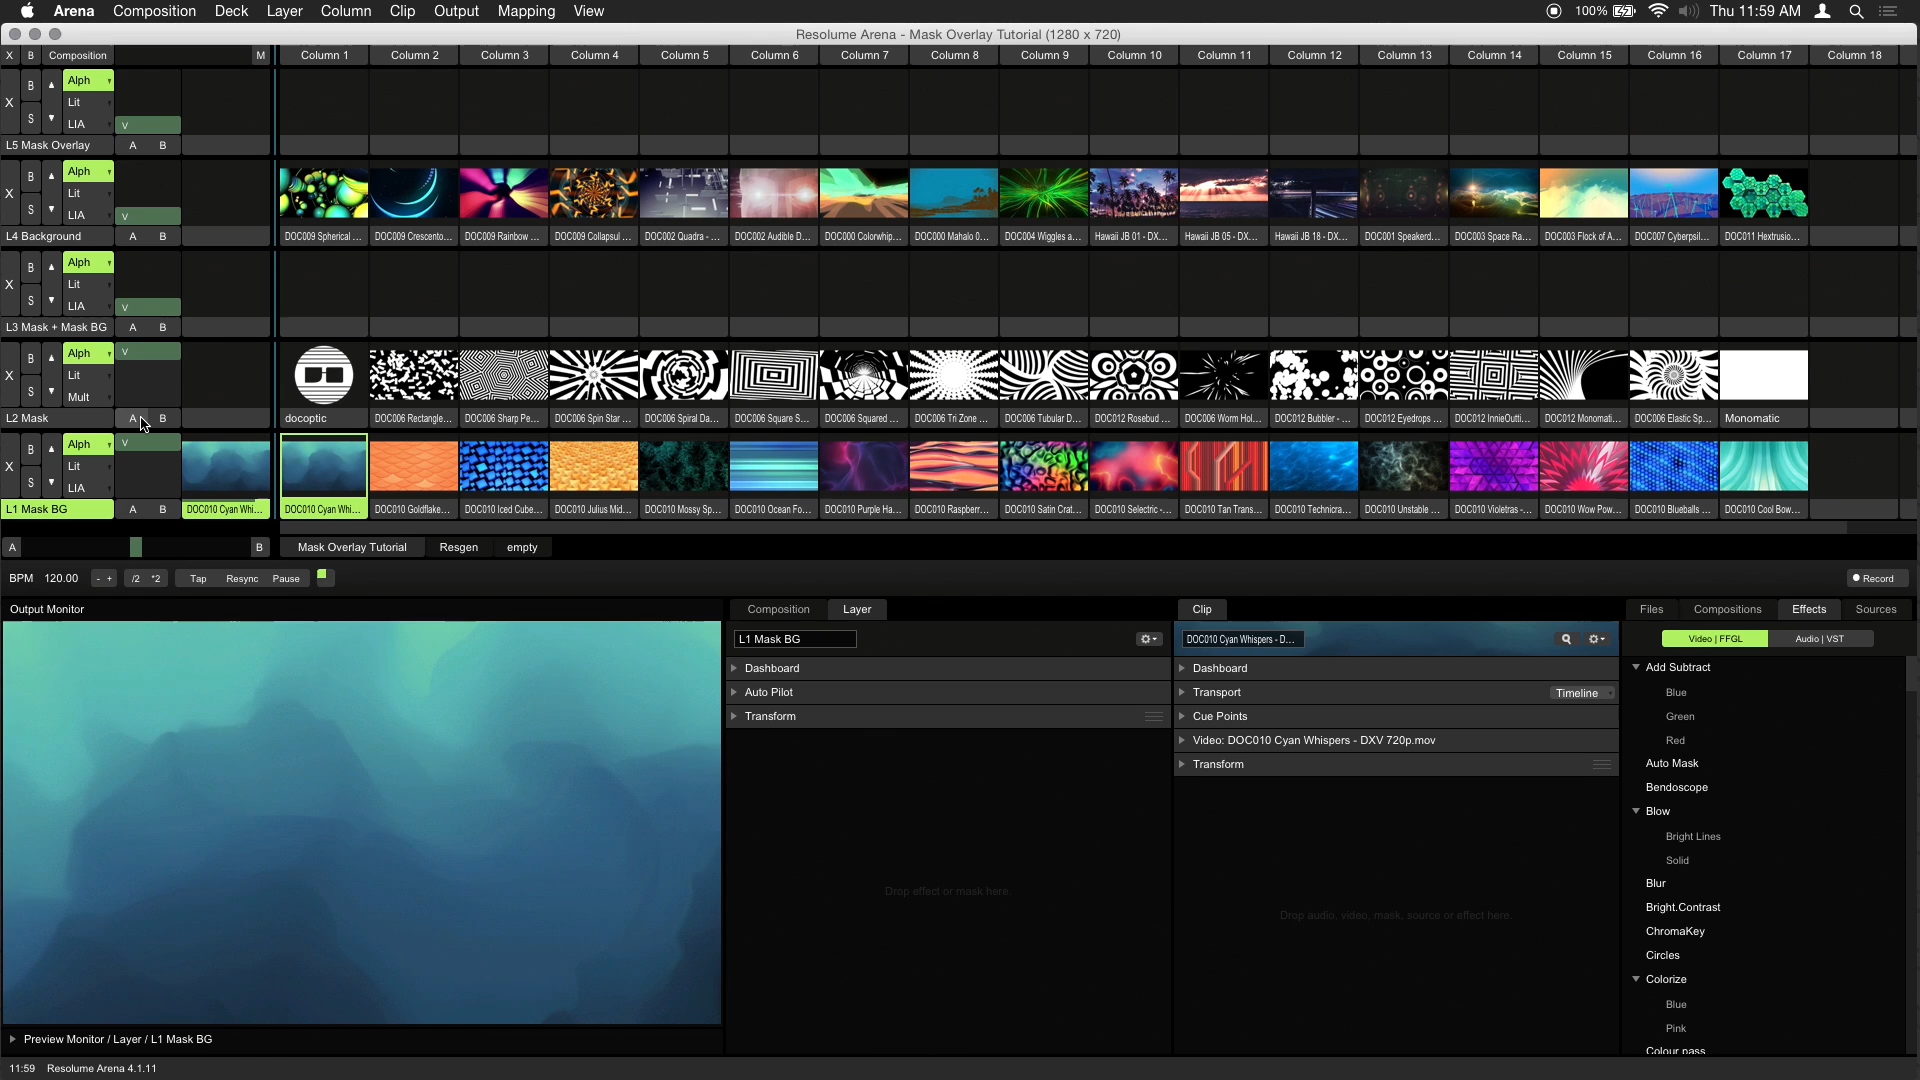 Arena Composition Deck Layer Column Clip Output Mapping View 100% Thu 11:59 AM
Resolume Arena - Mask Overlay Tutorial (1280 x 720)
X B Composition M Column 1 Column 2 Column 3 Column 4 Column 5 Column 6 Column 7 Column 8 Column 9 Column 10 Column 11 Column 12 Column 13 Column 14 Column 15 Column 16 Column 17 Column 18
B Alph
X Lit
S LIA V
L5 Mask Overlay A B
B Alph
X Lit
S LIA V
L4 Background A B DOC009 Spherical ... DOC009 Crescento... DOC009 Rainbow ... DOC009 Collapsul ... DOC002 Quadra - ... DOC002 Audible D... DOC000 Colorwhip... DOC000 Mahalo 0... DOC004 Wiggles a... Hawaii JB 01 - DX... Hawaii JB 05 - DX... Hawaii JB 18 - DX... DOC001 Speakerd... DOC003 Space Ra... DOC003 Flock of A... DOC007 Cyberpsil... DOC011 Hextrusio...
B Alph
X Lit
S LIA V
L3 Mask + Mask BG A B
B Alph V
X Lit
S Mult
L2 Mask A B docoptic DOC006 Rectangle... DOC006 Sharp Pe... DOC006 Spin Star ... DOC006 Spiral Da... DOC006 Square S... DOC006 Squared ... DOC006 Tri Zone ... DOC006 Tubular D... DOC012 Rosebud ... DOC006 Worm Hol... DOC012 Bubbler - ... DOC012 Eyedrops ... DOC012 InnieOutti... DOC012 Monomati... DOC006 Elastic Sp... Monomatic
B Alph V
X Lit
S LIA
L1 Mask BG A B DOC010 Cyan Whi... DOC010 Cyan Whi... DOC010 Goldflake... DOC010 Iced Cube... DOC010 Julius Mid... DOC010 Mossy Sp... DOC010 Ocean Fo... DOC010 Purple Ha... DOC010 Raspberr... DOC010 Satin Crat... DOC010 Selectric -... DOC010 Tan Trans... DOC010 Technicra... DOC010 Unstable ... DOC010 Violetras -... DOC010 Wow Pow... DOC010 Blueballs ... DOC010 Cool Bow...
A B Mask Overlay Tutorial Resgen empty
BPM 120.00 - + /2 *2 Tap Resync Pause Record
Output Monitor Composition Layer Clip Files Compositions Effects Sources
L1 Mask BG DOC010 Cyan Whispers - D... Video | FFGL Audio | VST
Dashboard Dashboard Add Subtract
Auto Pilot Transport Timeline Blue
Transform Cue Points Green
Video: DOC010 Cyan Whispers - DXV 720p.mov Red
Transform Auto Mask
Bendoscope
Blow
Bright Lines
Solid
Blur
Drop effect or mask here.
Bright.Contrast
Drop audio, video, mask, source or effect here.
ChromaKey
Circles
Colorize
Blue
Pink
Preview Monitor / Layer / L1 Mask BG Colour pass
11:59 Resolume Arena 4.1.11